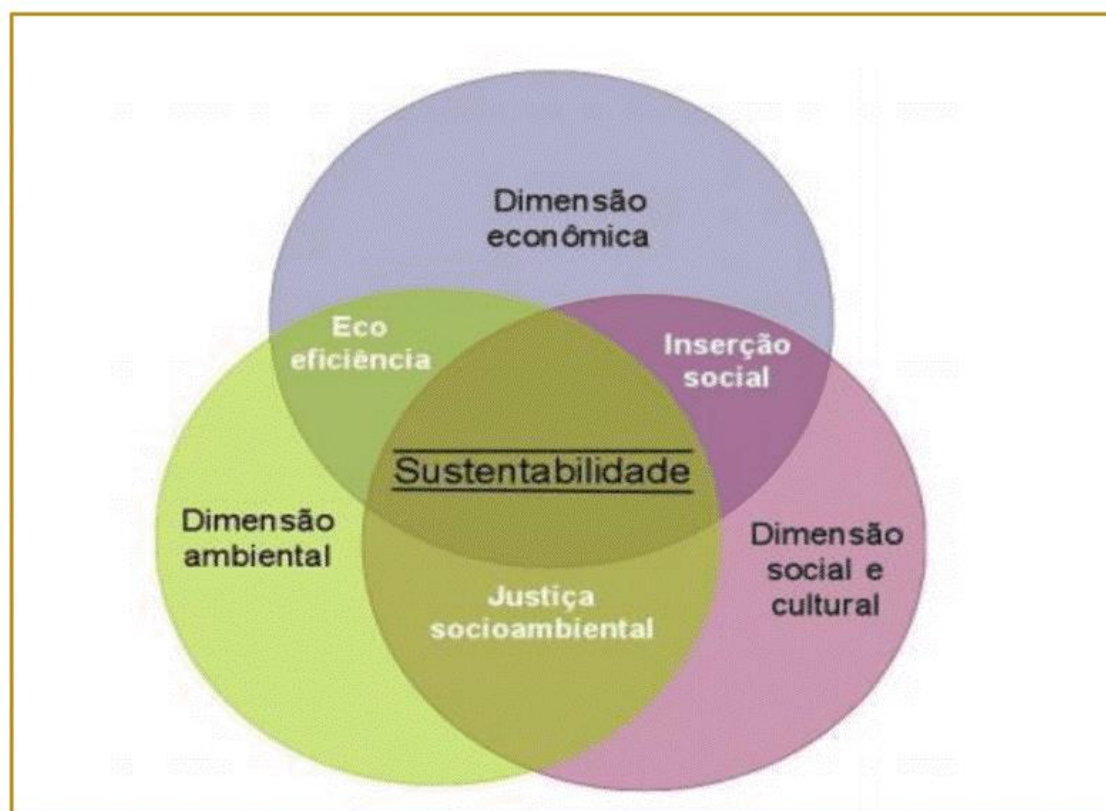 Dimensão
econômica
Eco
eficiência
Inserção
social
Sustentabilidade
Dimensão
ambiental
Dimensão
social e
cultural
Justiça
socioambiental